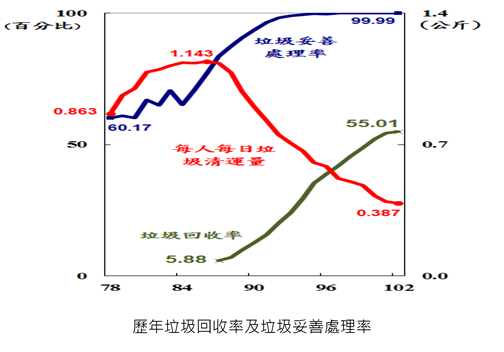 100
(百分比)
1.4
(公斤)
99.99
垃圾妥善
處理率
1.143
0.863
60.17
55.01
每人每日垃
圾清運量
50
0.7
0.387
垃圾回收率
5.88
0
0.0
78 84 90 96 102
歷年垃圾回收率及垃圾妥善處理率